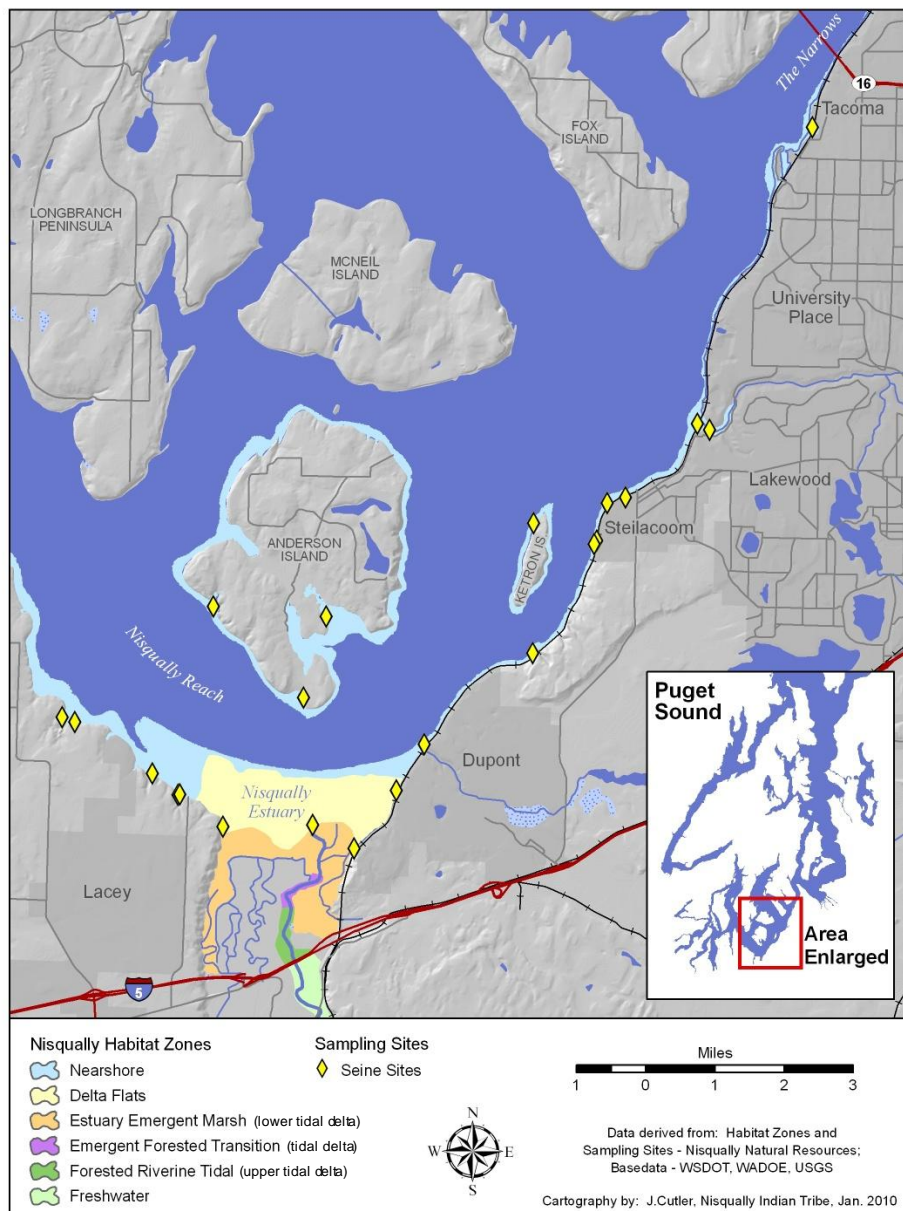 The Narrows
16
Tacoma
FOX
ISLAND
LONGBRANCH
PENINSULA
MCNEIL
ISLAND
University
Place
Lakewood
Steilacoom
ANDERSON
ISLAND
KETRON IS.
Nisqually Reach
Puget
Sound
Dupont
Nisqually
Estuary
Lacey
Area
Enlarged
5
Nisqually Habitat Zones
Nearshore
Delta Flats
Estuary Emergent Marsh (lower tidal delta)
Emergent Forested Transition (tidal delta)
Forested Riverine Tidal (upper tidal delta)
Freshwater
Sampling Sites
Seine Sites
N
W E
S
Miles
1 0 1 2 3
Data derived from: Habitat Zones and
Sampling Sites - Nisqually Natural Resources;
Basedata - WSDOT, WADOE, USGS
Cartography by: J.Cutler, Nisqually Indian Tribe, Jan. 2010